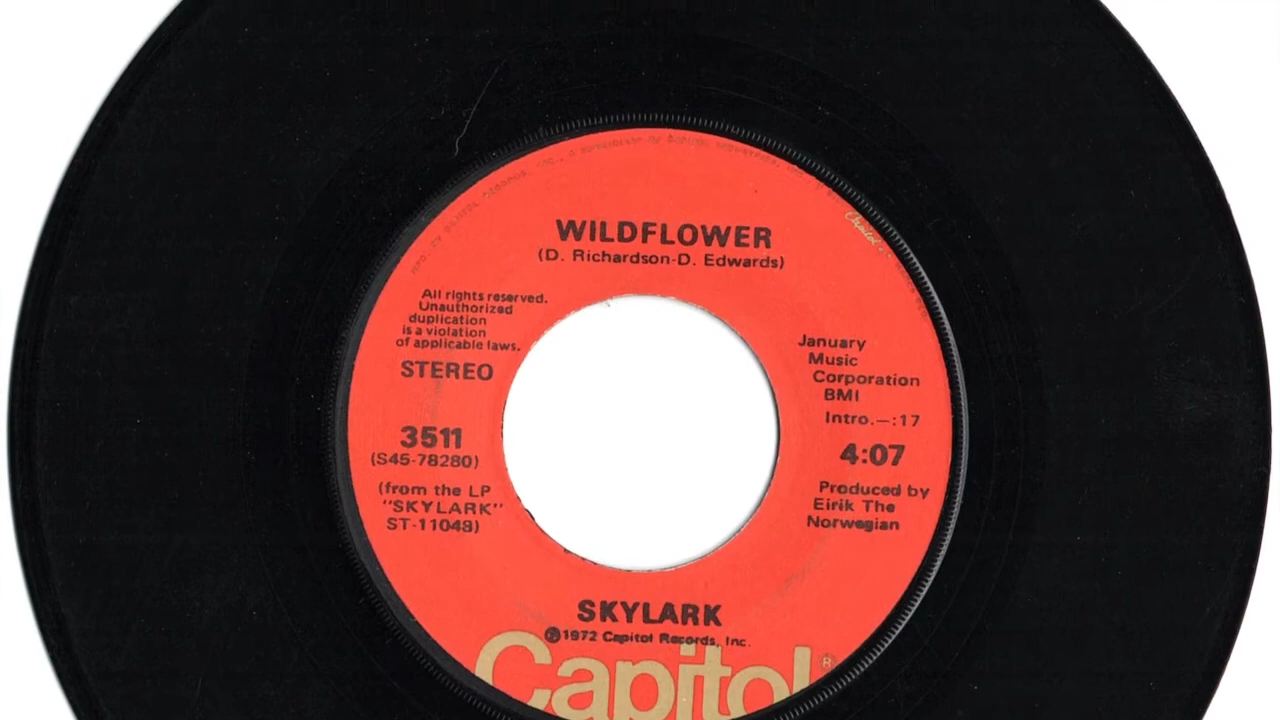 WILDFLOWER
(D. Richardson-D. Edwards)
All rights reserved.
Unauthorized
duplication
is a violation
of applicable laws.
STEREO
3511
(S45-78280)
(from the LP
"SKYLARK"
ST-11048)
January
Music
Corporation
BMI
Intro.—:17
4:07
Produced by
Eirik The
Norwegian
SKYLARK
℗1972 Capitol Records, Inc.
Capitol®
Capitol